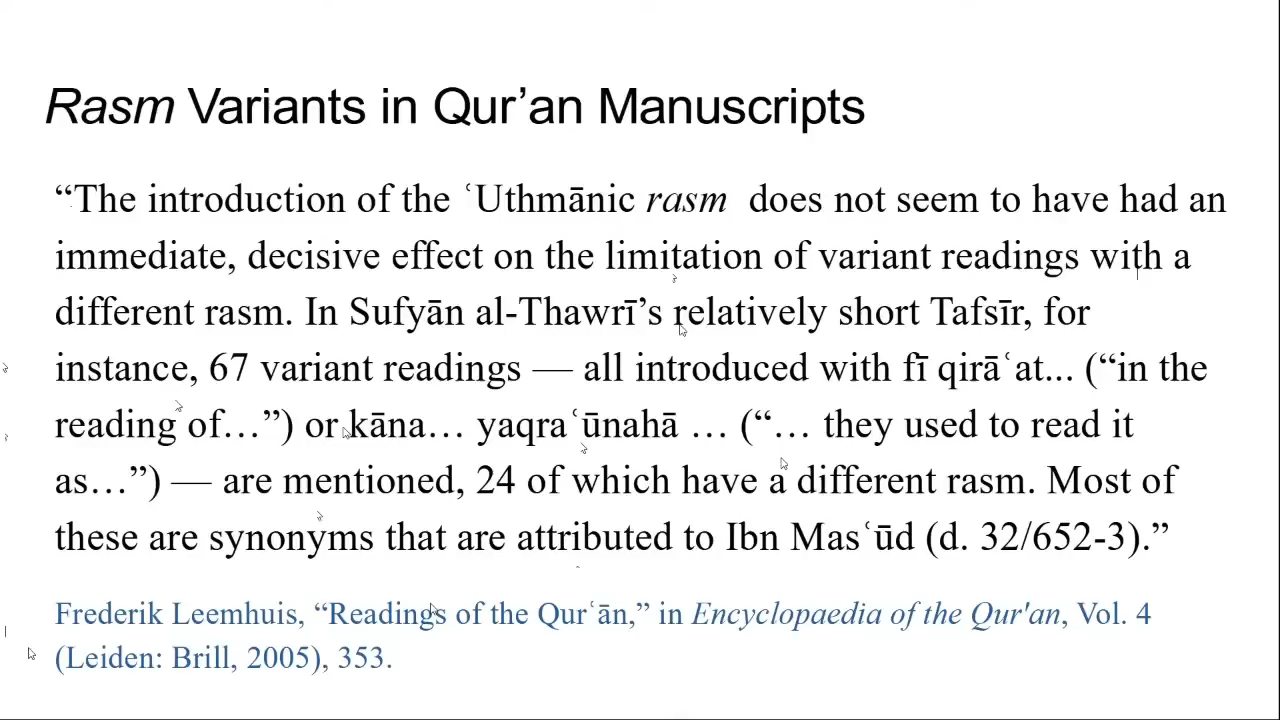 Rasm Variants in Qur’an Manuscripts
“The introduction of the ʿUthmānic rasm does not seem to have had an
immediate, decisive effect on the limitation of variant readings with a
different rasm. In Sufyān al-Thawrī’s relatively short Tafsīr, for
instance, 67 variant readings — all introduced with fī qirāʿat... (“in the
reading of…”) or kāna… yaqraʿūnahā … (“… they used to read it
as…”) — are mentioned, 24 of which have a different rasm. Most of
these are synonyms that are attributed to Ibn Masʿūd (d. 32/652-3).”
Frederik Leemhuis, “Readings of the Qurʿān,” in Encyclopaedia of the Qur'an, Vol. 4
(Leiden: Brill, 2005), 353.